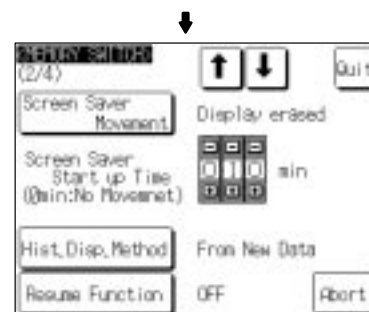 (MEMORY SWITCH)
(2/4)
Quit
Screen Saver
Movement
Display erased
Screen Saver
Start up Time
(0min:No Movemnet)
010 min
Hist.Disp.Method
From New Data
Resume Function
OFF
Abort